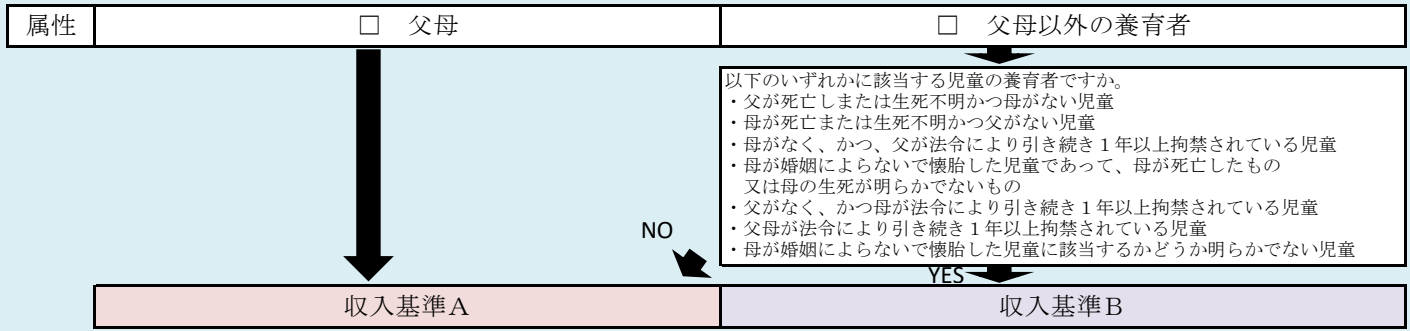 属性 □ 父母 □ 父母以外の養育者
以下のいずれかに該当する児童の養育者ですか。
・父が死亡しまたは生死不明かつ母がない児童
・母が死亡または生死不明かつ父がない児童
・母がなく、かつ、父が法令により引き続き１年以上拘禁されている児童
・母が婚姻によらないで懐胎した児童であって、母が死亡したもの
又は母の生死が明らかでないもの
・父がなく、かつ母が法令により引き続き１年以上拘禁されている児童
・父母が法令により引き続き１年以上拘禁されている児童
・母が婚姻によらないで懐胎した児童に該当するかどうか明らかでない児童
NO
YES
収入基準Ａ 収入基準Ｂ